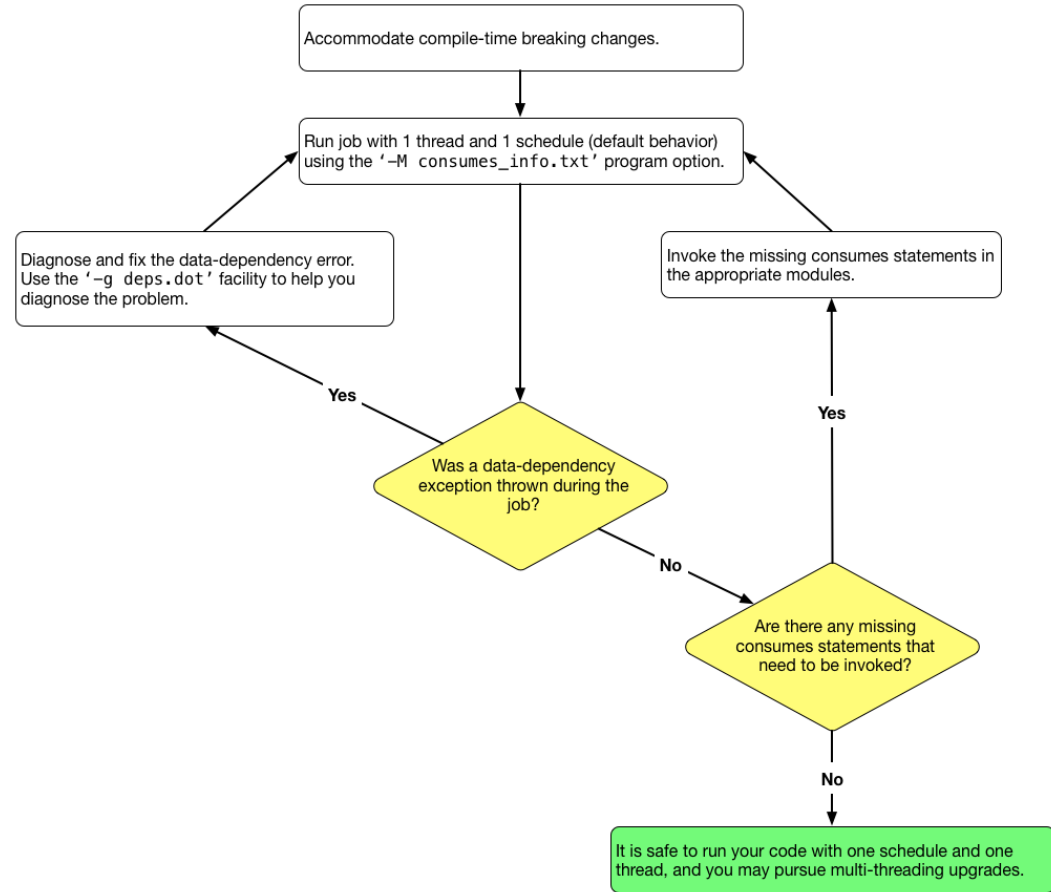 Accommodate compile-time breaking changes.
Run job with 1 thread and 1 schedule (default behavior)
using the ‘-M consumes_info.txt’ program option.
Diagnose and fix the data-dependency error.
Use the ‘-g deps.dot’ facility to help you
diagnose the problem.
Invoke the missing consumes statements in
the appropriate modules.
Yes
Yes
Was a data-dependency
exception thrown during the
job?
No
Are there any missing
consumes statements that
need to be invoked?
No
It is safe to run your code with one schedule and one
thread, and you may pursue multi-threading upgrades.